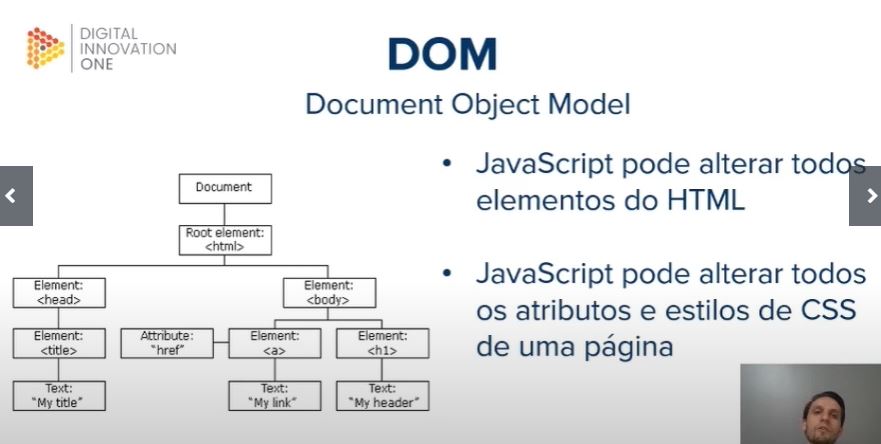 DIGITAL
INNOVATION
ONE
DOM
Document Object Model
• JavaScript pode alterar todos
elementos do HTML
• JavaScript pode alterar todos
os atributos e estilos de CSS
de uma página
Document
Root element:
<html>
Element:
<head>
Element:
<body>
Element:
<title>
Attribute:
"href"
Element:
<a>
Element:
<h1>
Text:
"My title"
Text:
"My link"
Text:
"My header"